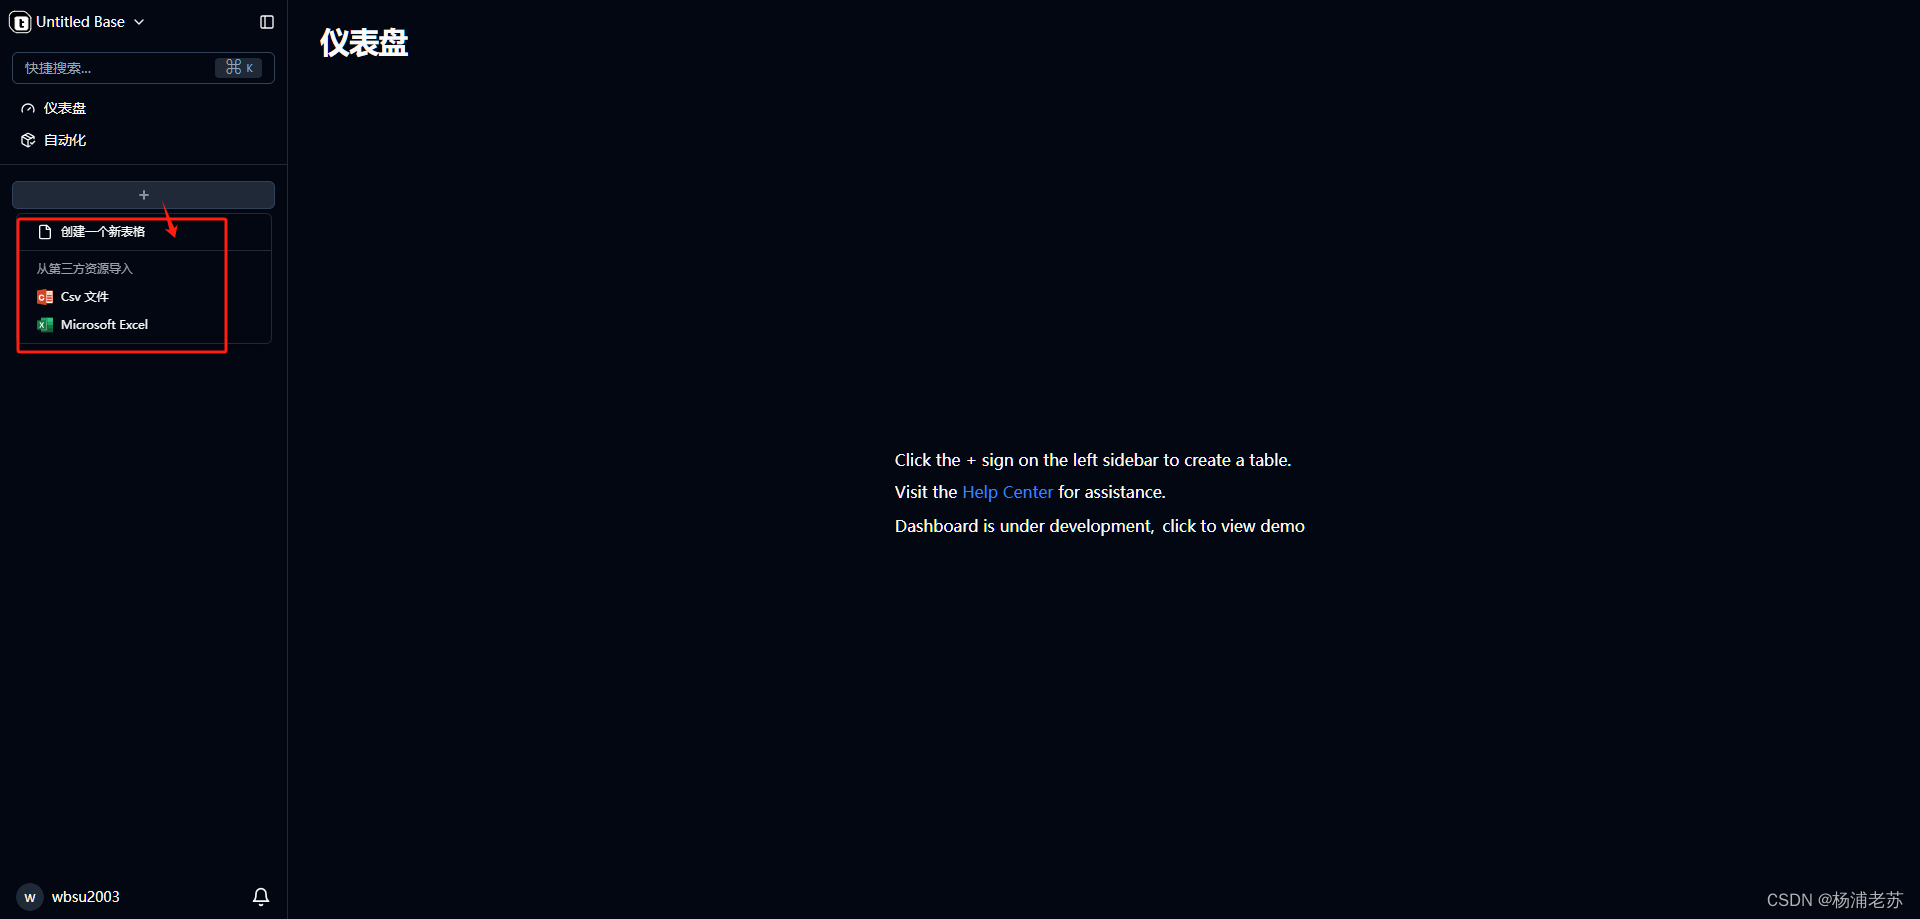 Untitled Base
快捷搜索...
⌘ K
仪表盘
自动化
+
创建一个新表格
从第三方资源导入
Csv 文件
Microsoft Excel
仪表盘
Click the + sign on the left sidebar to create a table.
Visit the Help Center for assistance.
Dashboard is under development, click to view demo
W wbsu2003
CSDN @杨浦老苏